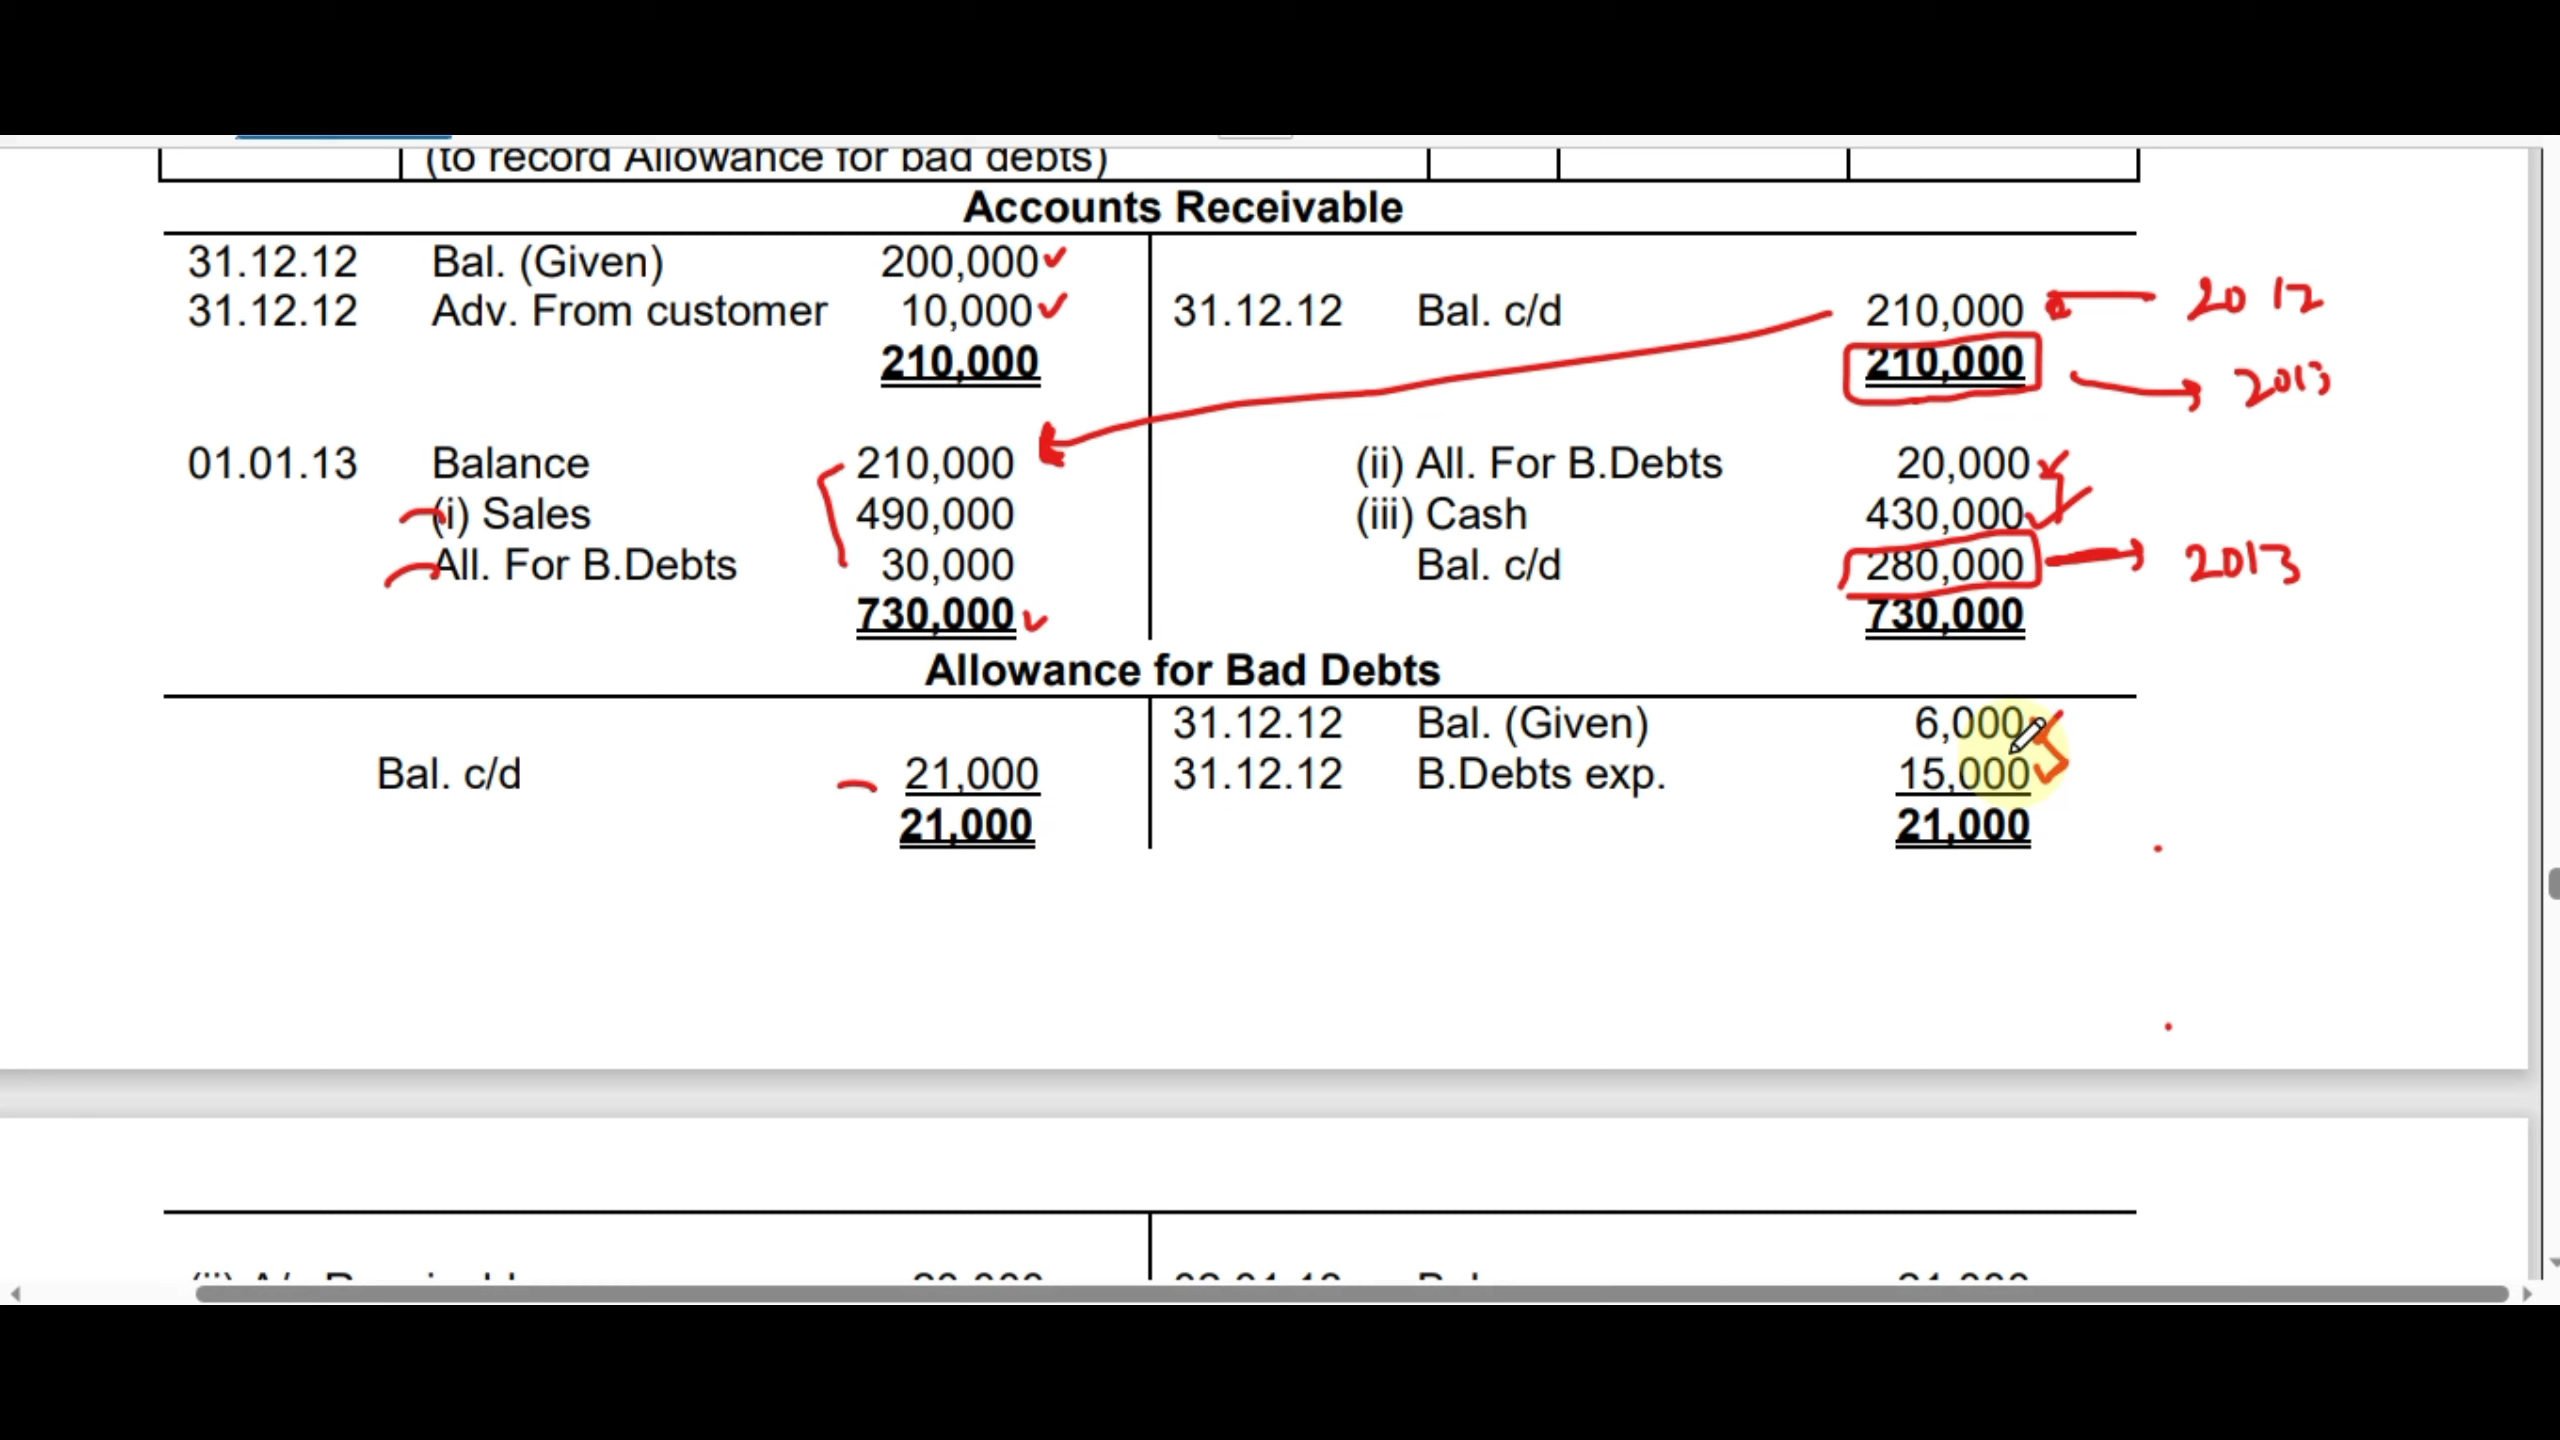 (to record Allowance for bad debts)
Accounts Receivable
31.12.12 Bal. (Given) 200,000
31.12.12 Adv. From customer 10,000 31.12.12 Bal. c/d 210,000 2012
210,000 210,000 2013
01.01.13 Balance 210,000 (ii) All. For B.Debts 20,000
(i) Sales 490,000 (iii) Cash 430,000
All. For B.Debts 30,000 Bal. c/d 280,000 2013
730,000 730,000
Allowance for Bad Debts
31.12.12 Bal. (Given) 6,000
Bal. c/d 21,000 31.12.12 B.Debts exp. 15,000
21,000 21,000